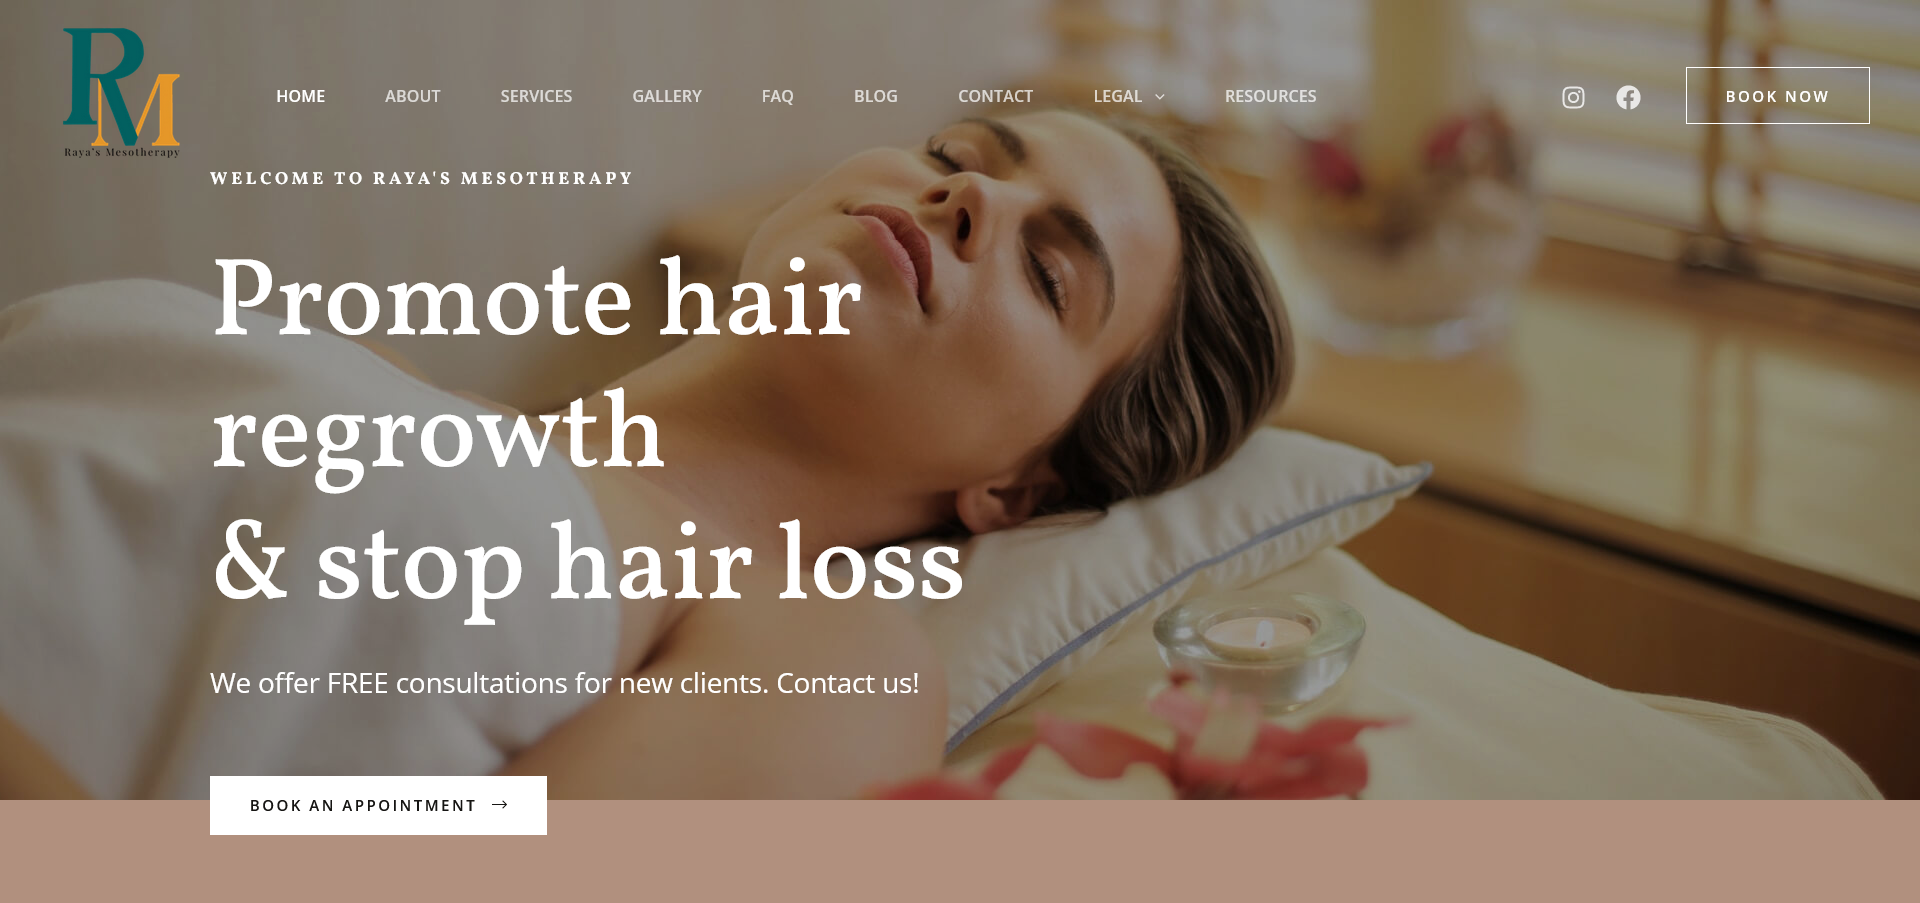 RM
Raya's Mesotherapy
HOME ABOUT SERVICES GALLERY FAQ BLOG CONTACT LEGAL RESOURCES
BOOK NOW
WELCOME TO RAYA'S MESOTHERAPY
Promote hair
regrowth
& stop hair loss
We offer FREE consultations for new clients. Contact us!
BOOK AN APPOINTMENT →